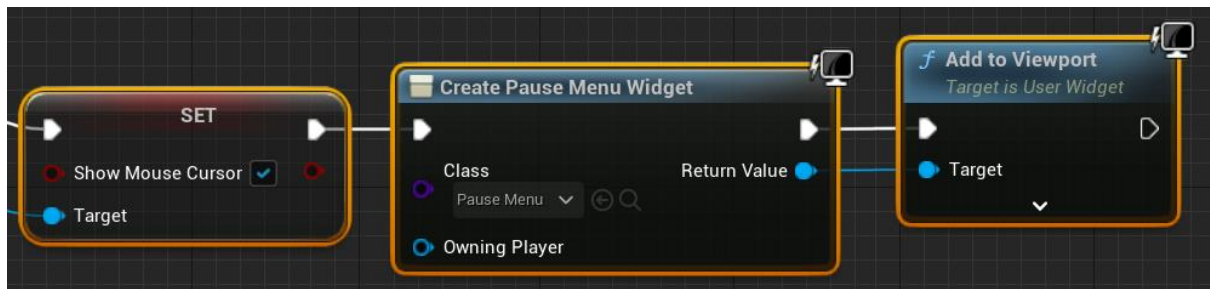 SET
Show Mouse Cursor
Target
Create Pause Menu Widget
Class
Return Value
Pause Menu
Owning Player
f Add to Viewport
Target is User Widget
Target